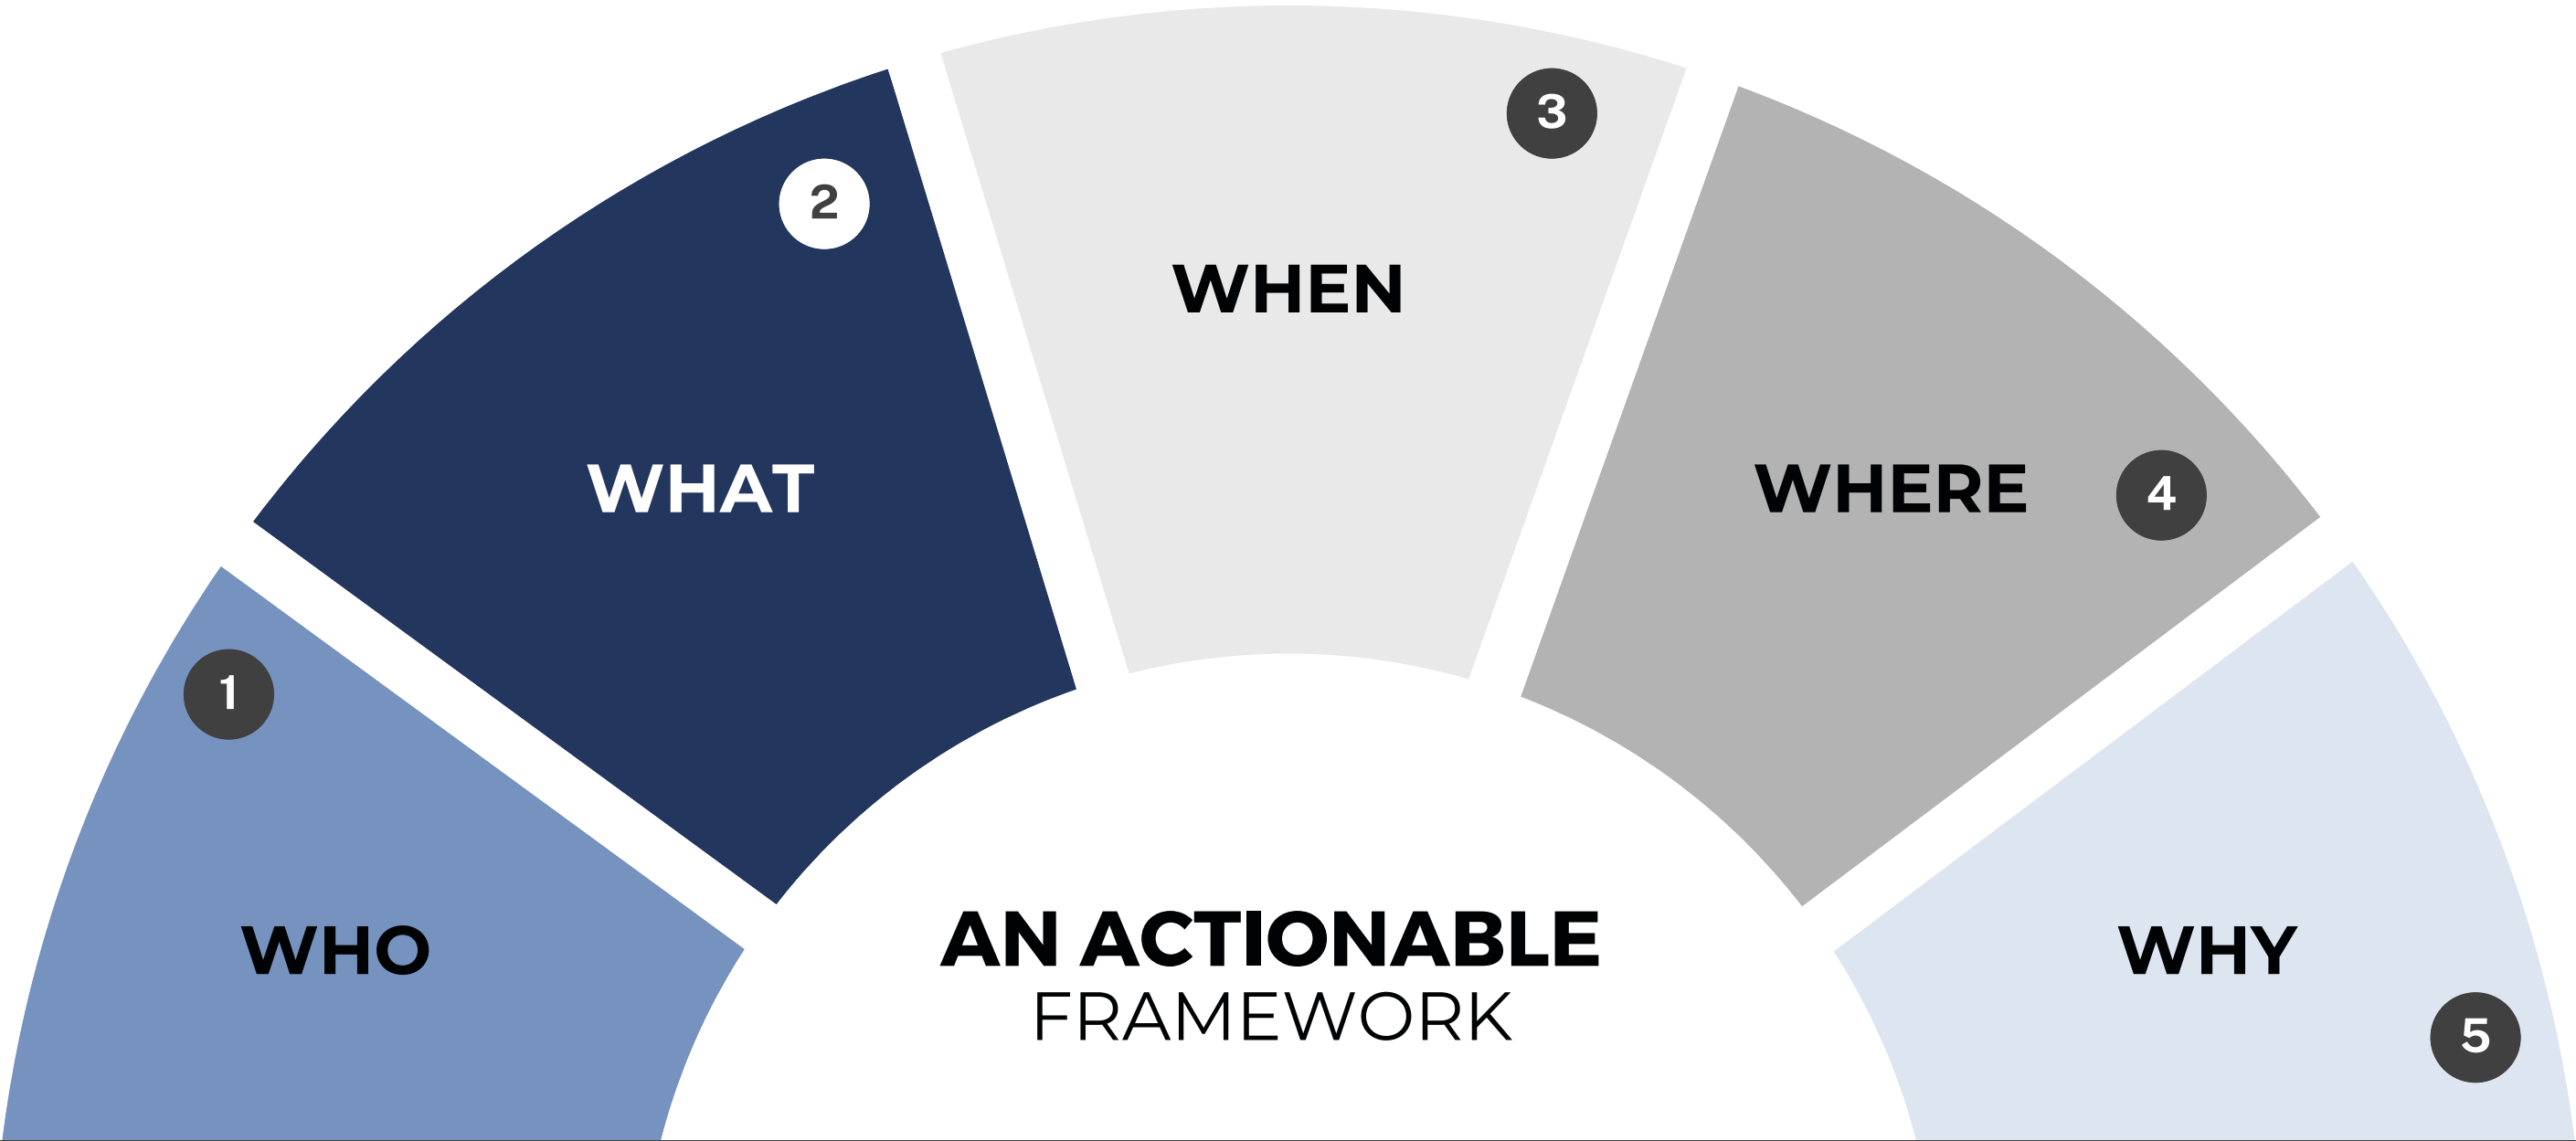 1
WHO
2
WHAT
3
WHEN
4
WHERE
5
WHY
AN ACTIONABLE
FRAMEWORK